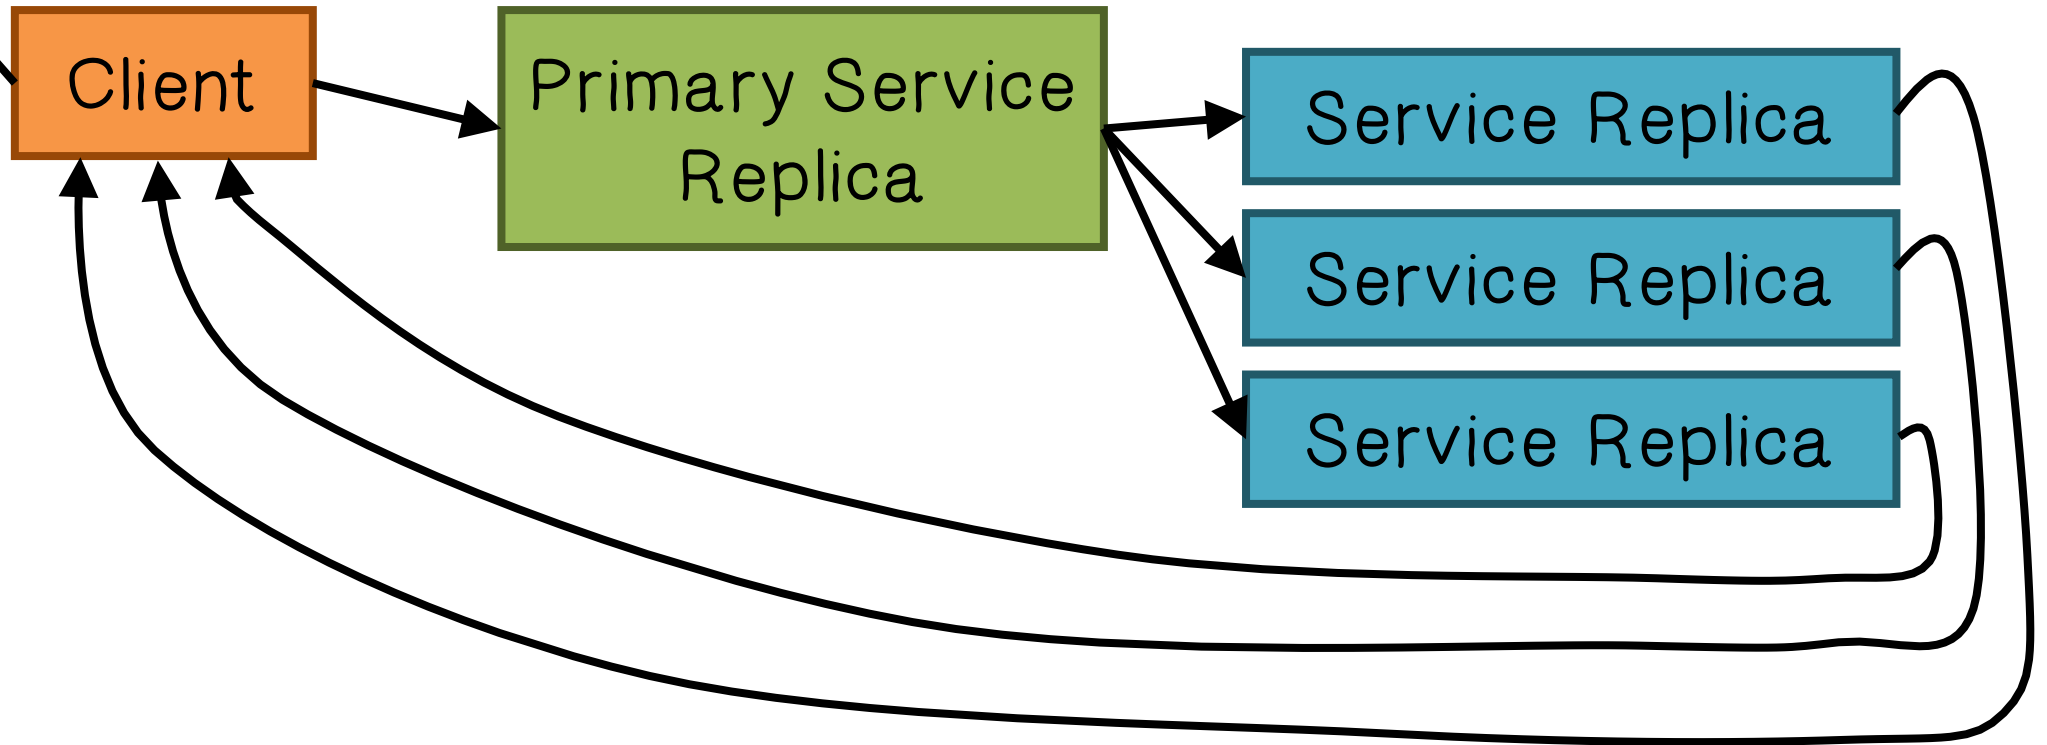 Client
Primary Service
Replica
Service Replica
Service Replica
Service Replica